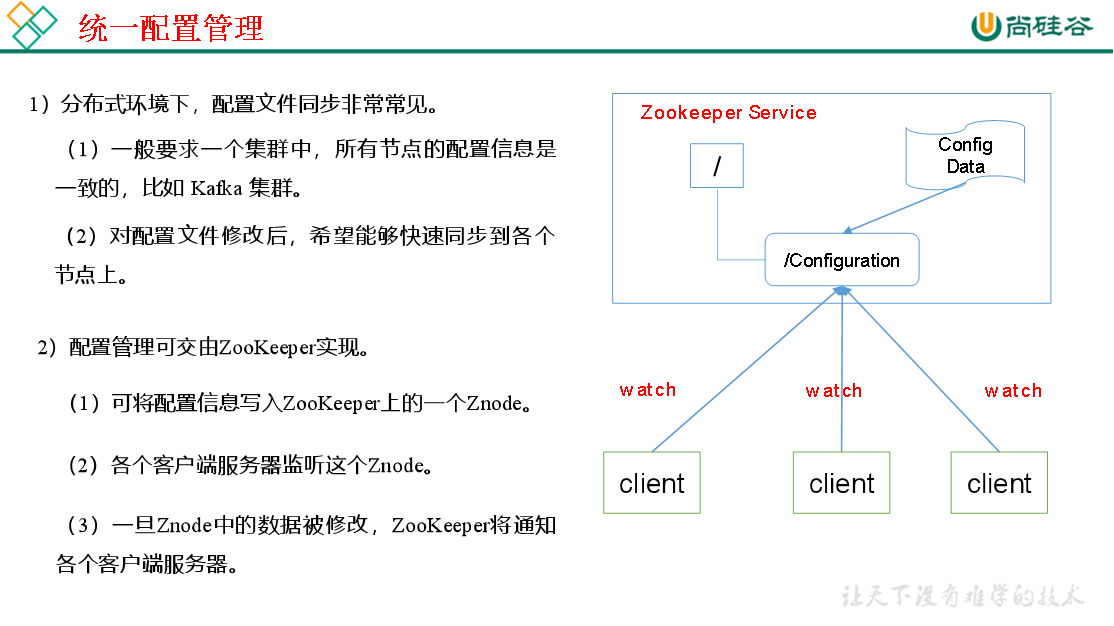 统一配置管理
尚硅谷
1）分布式环境下，配置文件同步非常常见。
（1）一般要求一个集群中，所有节点的配置信息是
一致的，比如 Kafka 集群。
（2）对配置文件修改后，希望能够快速同步到各个
节点上。
2）配置管理可交由ZooKeeper实现。
（1）可将配置信息写入ZooKeeper上的一个Znode。
（2）各个客户端服务器监听这个Znode。
（3）一旦Znode中的数据被修改，ZooKeeper将通知
各个客户端服务器。
Zookeeper Service
/
Config
Data
/Configuration
watch
watch
watch
client
client
client
让天下没有难学的技术